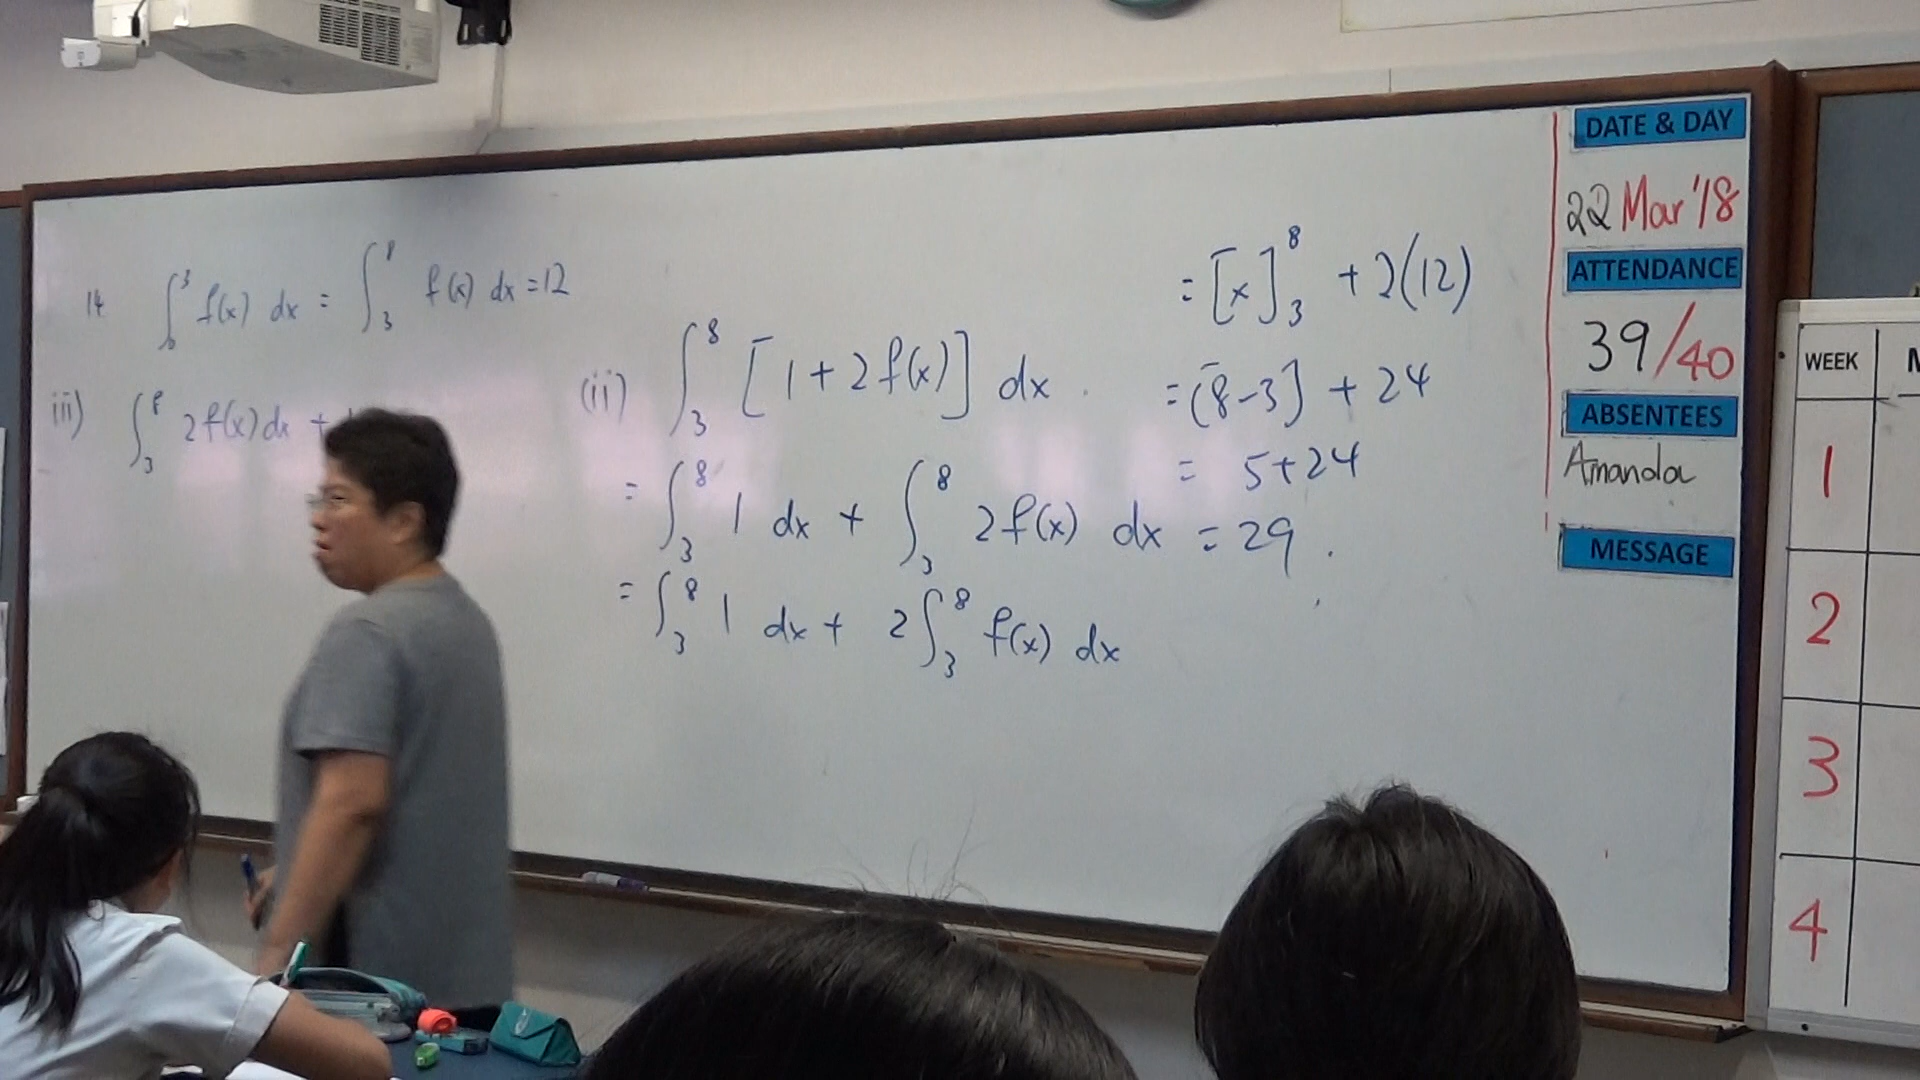 14 ∫₀³ f(x) dx = ∫₃⁸ f(x) dx = 12
iii) ∫₃⁸ 2f(x)dx +
(ii) ∫₃⁸ [1+2f(x)] dx
= ∫₃⁸ 1 dx + ∫₃⁸ 2f(x) dx
= ∫₃⁸ 1 dx + 2∫₃⁸ f(x) dx
= [x]₃⁸ + 2(12)
= (8-3] + 24
= 5+24
= 29.
DATE & DAY
22 Mar '18
ATTENDANCE
39/40
ABSENTEES
Amanda
MESSAGE
WEEK
1
2
3
4